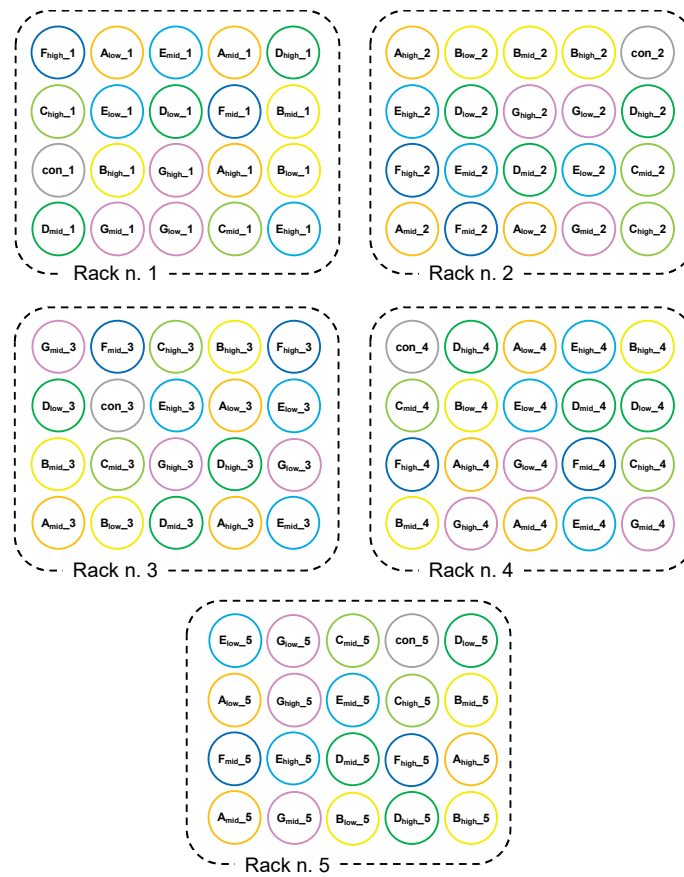 F_high_1 A_low_1 E_mid_1 A_mid_1 D_high_1
C_high_1 E_low_1 D_low_1 F_mid_1 B_mid_1
con_1 B_high_1 G_high_1 A_high_1 B_low_1
D_mid_1 G_mid_1 G_low_1 C_mid_1 E_high_1
Rack n. 1
A_high_2 B_low_2 B_mid_2 B_high_2 con_2
E_high_2 D_low_2 G_high_2 G_low_2 D_high_2
F_high_2 E_mid_2 D_mid_2 E_low_2 C_mid_2
A_mid_2 F_mid_2 A_low_2 G_mid_2 C_high_2
Rack n. 2
G_mid_3 F_mid_3 C_high_3 B_high_3 F_high_3
D_low_3 con_3 E_high_3 A_low_3 E_low_3
B_mid_3 C_mid_3 G_high_3 D_high_3 G_low_3
A_mid_3 B_low_3 D_mid_3 A_high_3 E_mid_3
Rack n. 3
con_4 D_high_4 A_low_4 E_high_4 B_high_4
C_mid_4 B_low_4 E_low_4 D_mid_4 D_low_4
F_high_4 A_high_4 G_low_4 F_mid_4 C_high_4
B_mid_4 G_high_4 A_mid_4 E_mid_4 G_mid_4
Rack n. 4
E_low_5 G_low_5 C_mid_5 con_5 D_low_5
A_low_5 G_high_5 E_mid_5 C_high_5 B_mid_5
F_mid_5 E_high_5 D_mid_5 F_high_5 A_high_5
A_mid_5 G_mid_5 B_low_5 D_high_5 B_high_5
Rack n. 5